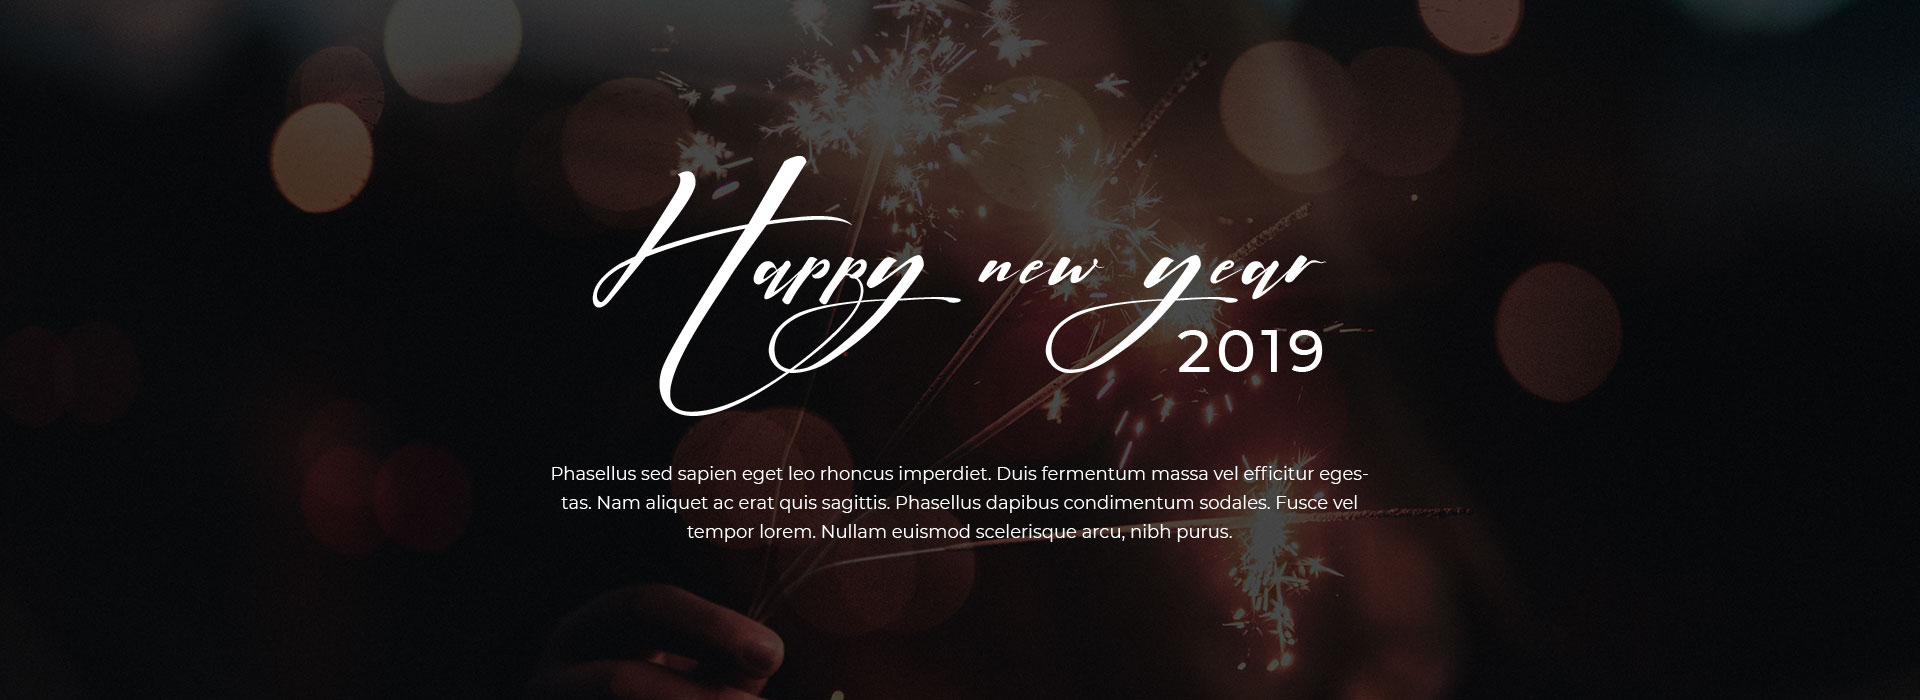 Happy new year
2019
Phasellus sed sapien eget leo rhoncus imperdiet. Duis fermentum massa vel efficitur eges-
tas. Nam aliquet ac erat quis sagittis. Phasellus dapibus condimentum sodales. Fusce vel
tempor lorem. Nullam euismod scelerisque arcu, nibh purus.